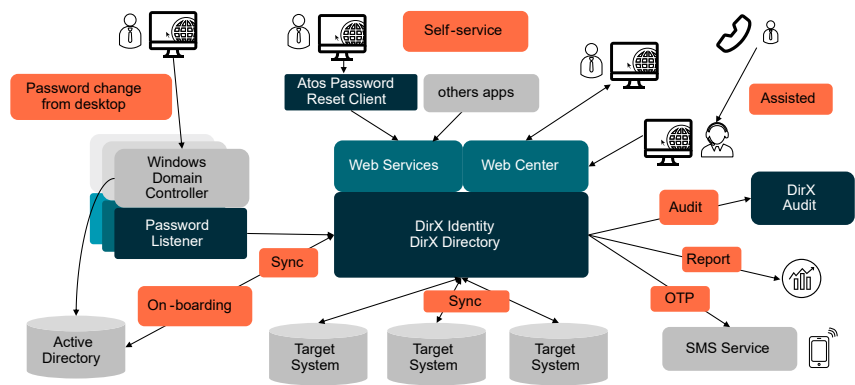 Self-service
Password change
from desktop
Atos Password
Reset Client
others apps
Assisted
Windows
Domain
Controller
Web Services
Web Center
Password
Listener
DirX Identity
DirX Directory
Audit
DirX
Audit
Sync
Report
On-boarding
Sync
OTP
Active
Directory
Target
System
Target
System
Target
System
SMS Service